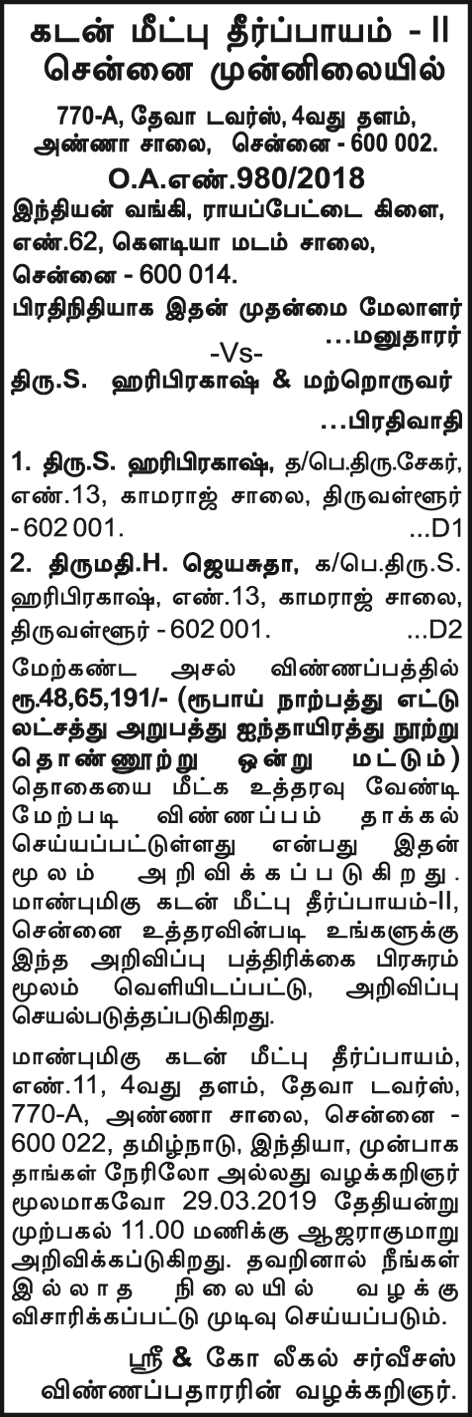 கடன் மீட்பு தீர்ப்பாயம் - II
சென்னை முன்னிலையில்
770-A, தேவா டவர்ஸ், 4வது தளம்,
அண்ணா சாலை, சென்னை - 600 002.
O.A.எண்.980/2018
இந்தியன் வங்கி, ராயப்பேட்டை கிளை,
எண்.62, கௌடியா மடம் சாலை,
சென்னை - 600 014.
பிரதிநிதியாக இதன் முதன்மை மேலாளர்
...மனுதாரர்
-Vs-
திரு.S. ஹரிபிரகாஷ் & மற்றொருவர்
...பிரதிவாதி
1. திரு.S. ஹரிபிரகாஷ், த/பெ.திரு.சேகர்,
எண்.13, காமராஜ் சாலை, திருவள்ளூர்
- 602 001. ...D1
2. திருமதி.H. ஜெயசுதா, க/பெ.திரு.S.
ஹரிபிரகாஷ், எண்.13, காமராஜ் சாலை,
திருவள்ளூர் - 602 001. ...D2
மேற்கண்ட அசல் விண்ணப்பத்தில்
ரூ.48,65,191/- (ரூபாய் நாற்பத்து எட்டு
லட்சத்து அறுபத்து ஐந்தாயிரத்து நூற்று
தொண்ணூற்று ஒன்று மட்டும்)
தொகையை மீட்க உத்தரவு வேண்டி
மேற்படி விண்ணப்பம் தாக்கல்
செய்யப்பட்டுள்ளது என்பது இதன்
மூலம் அறிவிக்கப்படுகிறது.
மாண்புமிகு கடன் மீட்பு தீர்ப்பாயம்-II,
சென்னை உத்தரவின்படி உங்களுக்கு
இந்த அறிவிப்பு பத்திரிக்கை பிரசுரம்
மூலம் வெளியிடப்பட்டு, அறிவிப்பு
செயல்படுத்தப்படுகிறது.
மாண்புமிகு கடன் மீட்பு தீர்ப்பாயம்,
எண்.11, 4வது தளம், தேவா டவர்ஸ்,
770-A, அண்ணா சாலை, சென்னை -
600 022, தமிழ்நாடு, இந்தியா, முன்பாக
தாங்கள் நேரிலோ அல்லது வழக்கறிஞர்
மூலமாகவோ 29.03.2019 தேதியன்று
முற்பகல் 11.00 மணிக்கு ஆஜராகுமாறு
அறிவிக்கப்டுகிறது. தவறினால் நீங்கள்
இல்லாத நிலையில் வழக்கு
விசாரிக்கப்பட்டு முடிவு செய்யப்படும்.
ஸ்ரீ & கோ லீகல் சர்வீசஸ்
விண்ணப்பதாரரின் வழக்கறிஞர்.